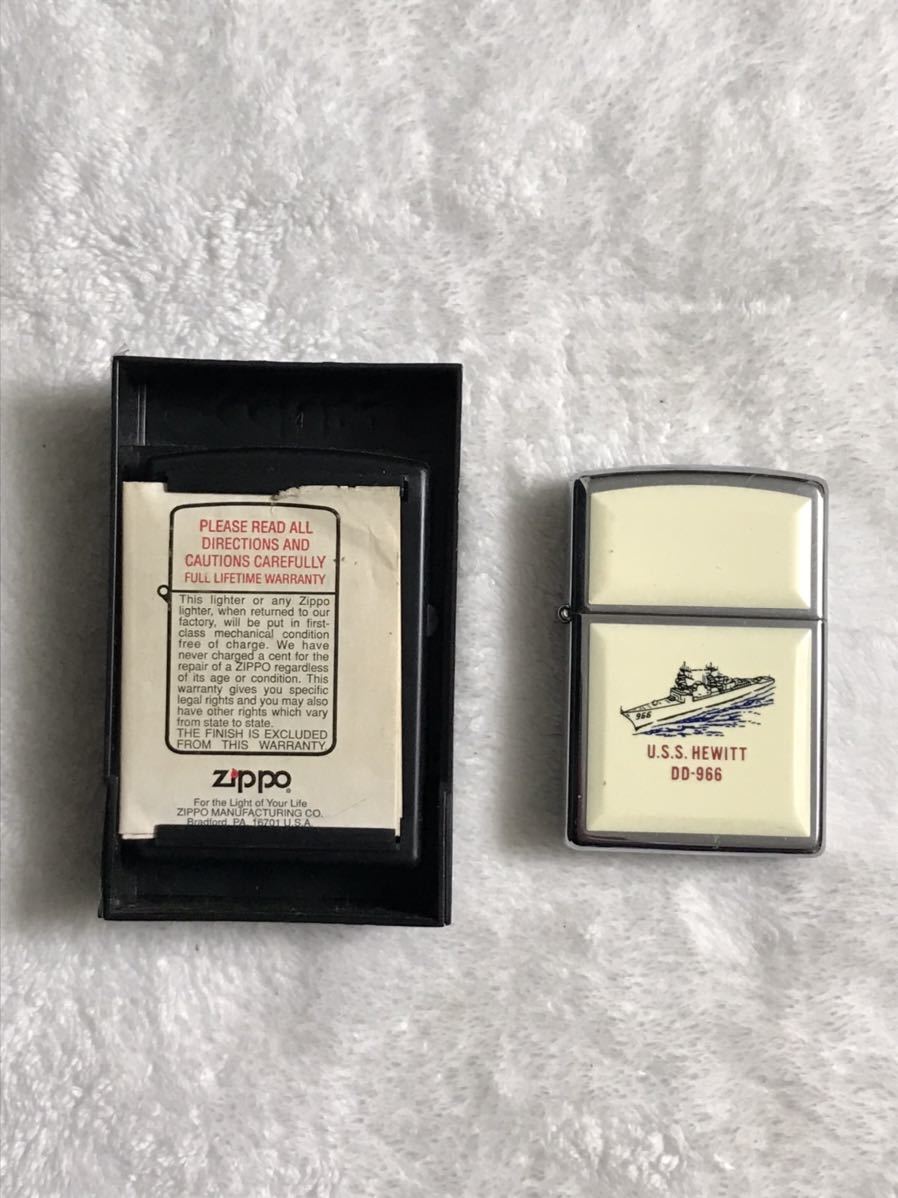 PLEASE READ ALL
DIRECTIONS AND
CAUTIONS CAREFULLY
FULL LIFETIME WARRANTY
This lighter or any Zippo
lighter, when returned to our
factory, will be put in first-
class mechanical condition
free of charge. We have
never charged a cent for the
repair of a ZIPPO regardless
of its age or condition. This
warranty gives you specific
legal rights and you may also
have other rights which vary
from state to state.
THE FINISH IS EXCLUDED
FROM THIS WARRANTY.
Zippo®
For the Light of Your Life
ZIPPO MANUFACTURING CO.
Bradford, PA. 16701 U.S.A.
966
U.S.S. HEWITT
DD-966